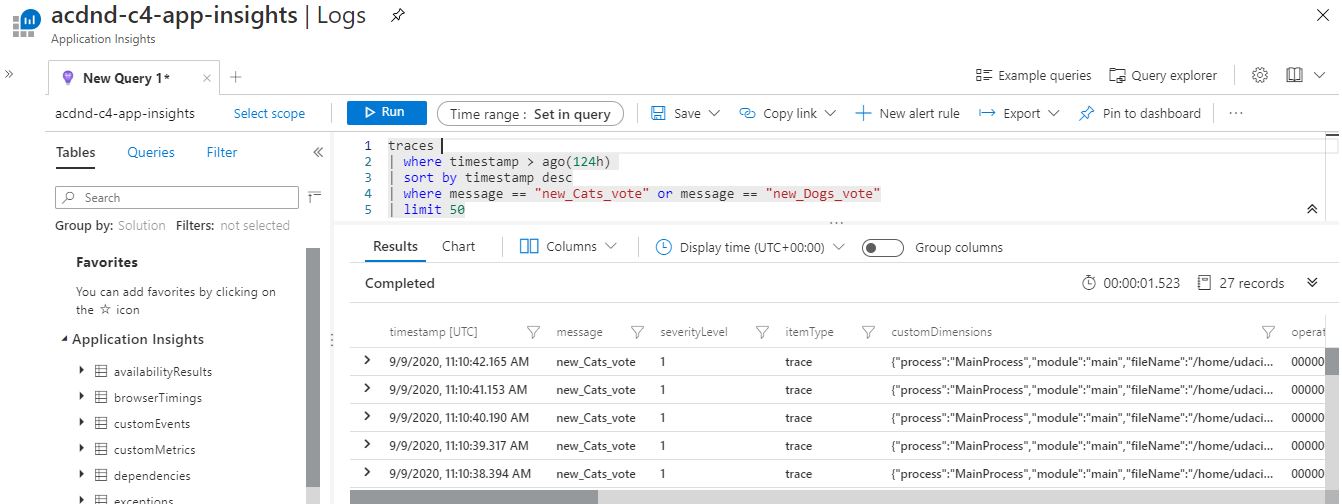 acdnd-c4-app-insights | Logs
Application Insights
New Query 1*
Example queries
Query explorer
acdnd-c4-app-insights
Select scope
Run
Time range : Set in query
Save
Copy link
New alert rule
Export
Pin to dashboard
Tables
Queries
Filter
Search
Group by: Solution
Filters: not selected
Favorites
You can add favorites by clicking on
the ☆ icon
Application Insights
availabilityResults
browserTimings
customEvents
customMetrics
dependencies
exceptions
1 traces
2 | where timestamp > ago(124h)
3 | sort by timestamp desc
4 | where message == "new_Cats_vote" or message == "new_Dogs_vote"
5 | limit 50
Results
Chart
Columns
Display time (UTC+00:00)
Group columns
Completed
00:00:01.523
27 records
timestamp [UTC] message severityLevel itemType customDimensions operat
9/9/2020, 11:10:42.165 AM new_Cats_vote 1 trace {"process":"MainProcess","module":"main","fileName":"/home/udaci... 00000
9/9/2020, 11:10:41.153 AM new_Cats_vote 1 trace {"process":"MainProcess","module":"main","fileName":"/home/udaci... 00000
9/9/2020, 11:10:40.190 AM new_Cats_vote 1 trace {"process":"MainProcess","module":"main","fileName":"/home/udaci... 00000
9/9/2020, 11:10:39.317 AM new_Cats_vote 1 trace {"process":"MainProcess","module":"main","fileName":"/home/udaci... 00000
9/9/2020, 11:10:38.394 AM new_Cats_vote 1 trace {"process":"MainProcess","module":"main","fileName":"/home/udaci... 00000